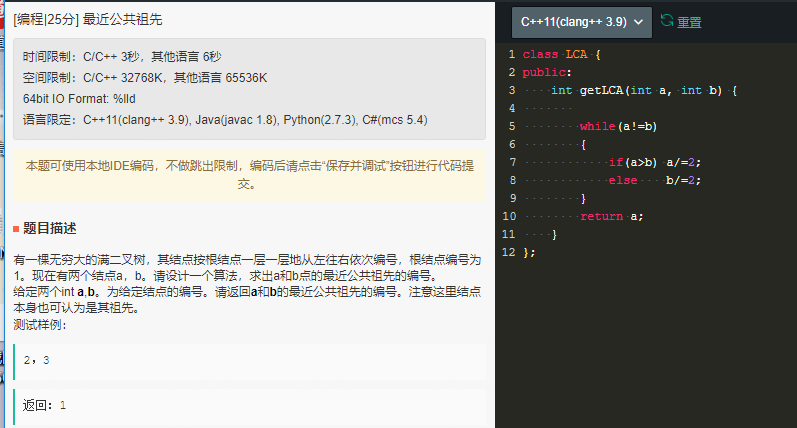 [编程|25分] 最近公共祖先
时间限制：C/C++ 3秒，其他语言 6秒
空间限制：C/C++ 32768K，其他语言 65536K
64bit IO Format: %lld
语言限定：C++11(clang++ 3.9), Java(javac 1.8), Python(2.7.3), C#(mcs 5.4)
本题可使用本地IDE编码，不做跳出限制，编码后请点击“保存并调试”按钮进行代码提
交。
题目描述
有一棵无穷大的满二叉树，其结点按根结点一层一层地从左往右依次编号，根结点编号为
1。现在有两个结点a，b。请设计一个算法，求出a和b点的最近公共祖先的编号。
给定两个int a,b。为给定结点的编号。请返回a和b的最近公共祖先的编号。注意这里结点
本身也可认为是其祖先。
测试样例：
2，3
返回：1
C++11(clang++ 3.9) 重置
1 class LCA {
2 public:
3 int getLCA(int a, int b) {
4
5 while(a!=b)
6 {
7 if(a>b) a/=2;
8 else b/=2;
9 }
10 return a;
11 }
12 };